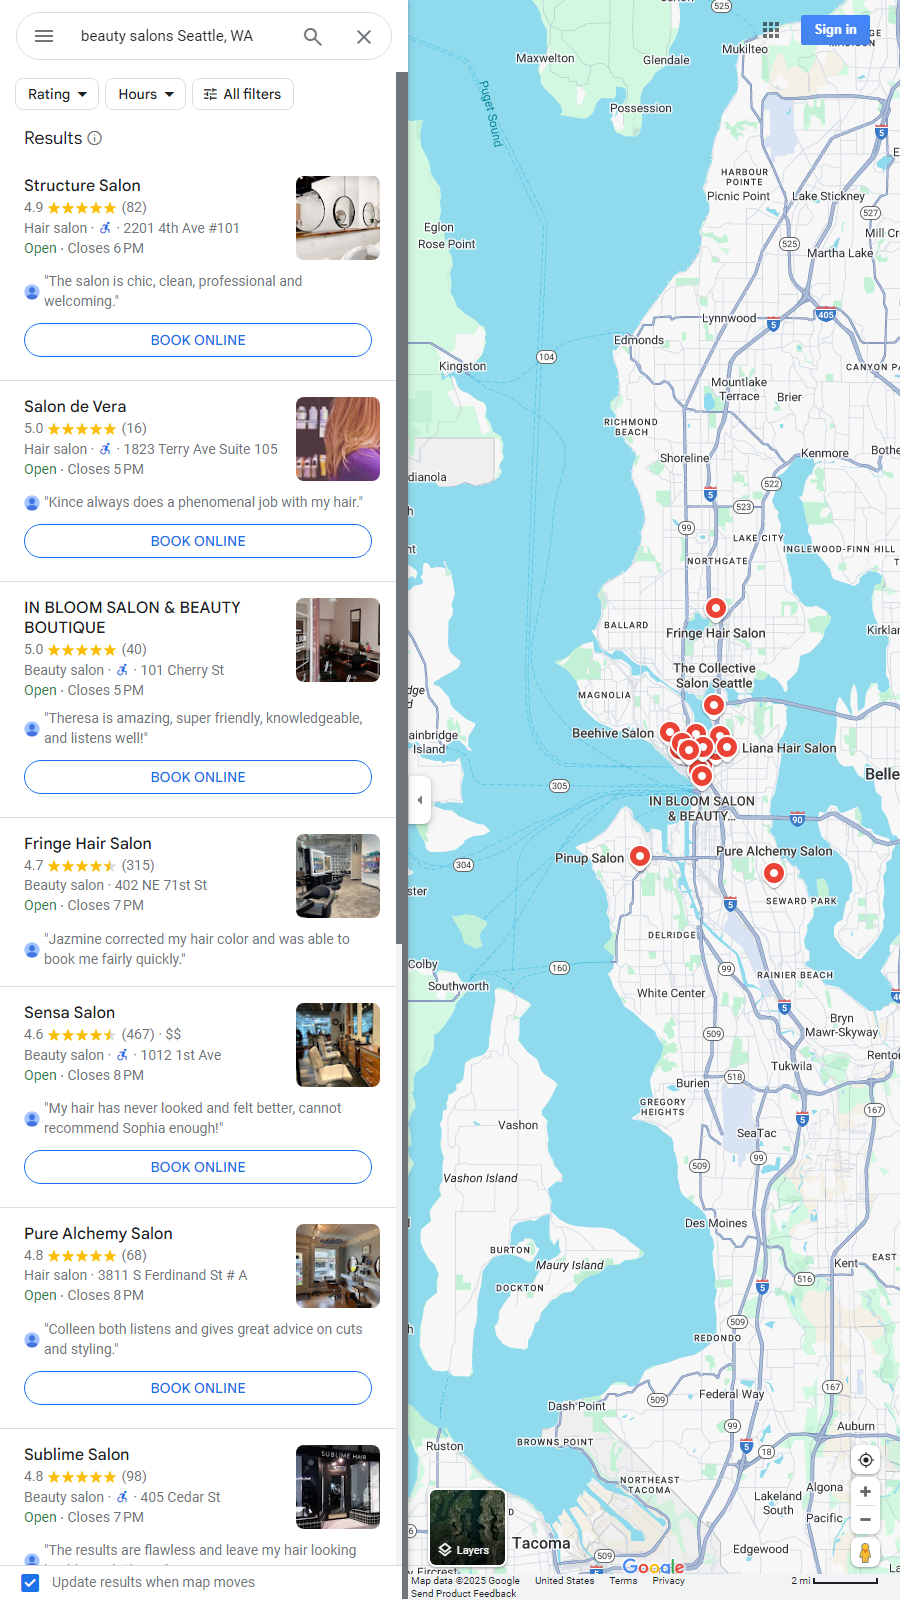 beauty salons Seattle, WA
Rating
Hours
All filters
Results
Structure Salon
4.9 (82)
Hair salon · · 2201 4th Ave #101
Open · Closes 6 PM
"The salon is chic, clean, professional and
welcoming."
BOOK ONLINE
Salon de Vera
5.0 (16)
Hair salon · · 1823 Terry Ave Suite 105
Open · Closes 5 PM
"Kince always does a phenomenal job with my hair."
BOOK ONLINE
IN BLOOM SALON & BEAUTY
BOUTIQUE
5.0 (40)
Beauty salon · · 101 Cherry St
Open · Closes 5 PM
"Theresa is amazing, super friendly, knowledgeable,
and listens well!"
BOOK ONLINE
Fringe Hair Salon
4.7 (315)
Beauty salon · 402 NE 71st St
Open · Closes 7 PM
"Jazmine corrected my hair color and was able to
book me fairly quickly."
Sensa Salon
4.6 (467) · $$
Beauty salon · · 1012 1st Ave
Open · Closes 8 PM
"My hair has never looked and felt better, cannot
recommend Sophia enough!"
BOOK ONLINE
Pure Alchemy Salon
4.8 (68)
Hair salon · 3811 S Ferdinand St # A
Open · Closes 8 PM
"Colleen both listens and gives great advice on cuts
and styling."
BOOK ONLINE
Sublime Salon
4.8 (98)
Beauty salon · · 405 Cedar St
Open · Closes 7 PM
"The results are flawless and leave my hair looking
SUBLIME HAIR
Update results when map moves
Sign in
525
Mukilteo
Maxwelton
Glendale
Puget Sound
Possession
5
HARBOUR
POINTE
Picnic Point
Lake Stickney
527
Eglon
Rose Point
525
Mill Cr
Martha Lake
Lynnwood
5
405
Edmonds
104
Kingston
CANYON PA
Mountlake
Terrace
Brier
RICHMOND
BEACH
Shoreline
Kenmore
Bothe
dianola
522
5
523
99
LAKE CITY
INGLEWOOD-FINN HILL
NORTHGATE
BALLARD
Fringe Hair Salon
Kirklan
The Collective
Salon Seattle
MAGNOLIA
Beehive Salon
Liana Hair Salon
ainbridge
Island
Belle
305
IN BLOOM SALON
& BEAUTY...
90
Pinup Salon
Pure Alchemy Salon
304
SEWARD PARK
5
DELRIDGE
Colby
160
99
RAINIER BEACH
Southworth
White Center
5
Bryn
Mawr-Skyway
509
Renton
Tukwila
Burien
518
GREGORY
HEIGHTS
167
5
Vashon
SeaTac
99
509
Vashon Island
Des Moines
BURTON
Maury Island
Kent
EAST
516
DOCKTON
5
509
REDONDO
167
Federal Way
509
Dash Point
99
Auburn
BROWNS POINT
Ruston
5
18
NORTHEAST
TACOMA
Algona
Lakeland
South
Pacific
Layers
Tacoma
Edgewood
509
Google
Map data ©2025 Google
United States
Terms
Privacy
2 mi
Send Product Feedback